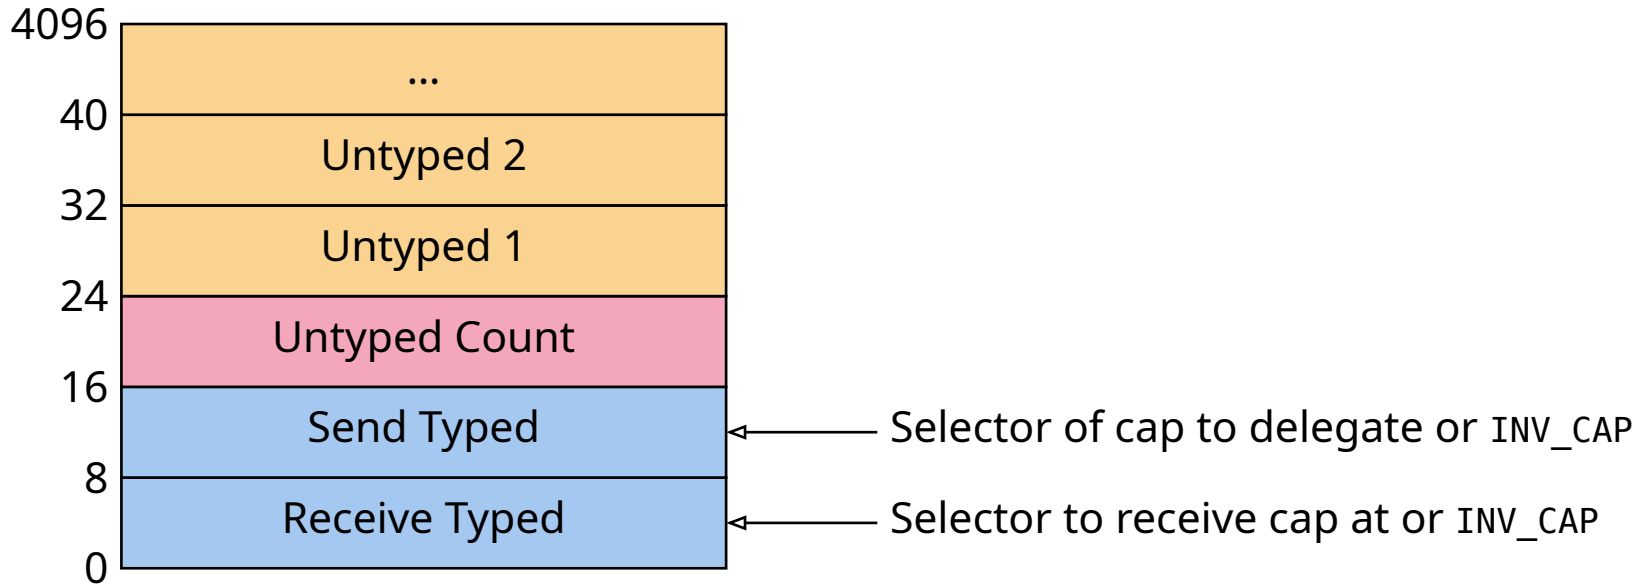 4096
...
40
Untyped 2
32
Untyped 1
24
Untyped Count
16
Send Typed
Selector of cap to delegate or INV_CAP
8
Receive Typed
Selector to receive cap at or INV_CAP
0